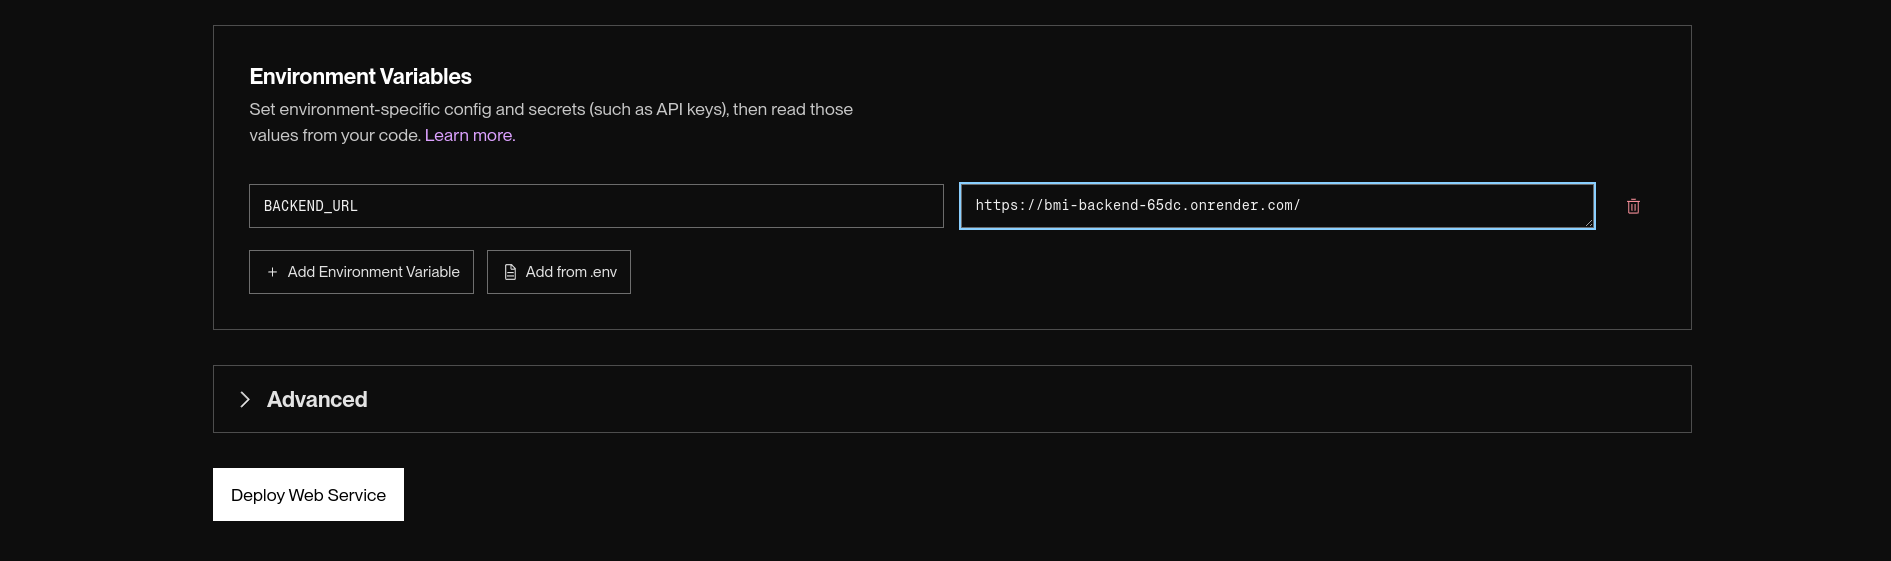 Environment Variables
Set environment-specific config and secrets (such as API keys), then read those
values from your code. Learn more.
BACKEND_URL
https://bmi-backend-65dc.onrender.com/
+ Add Environment Variable
Add from .env
Advanced
Deploy Web Service